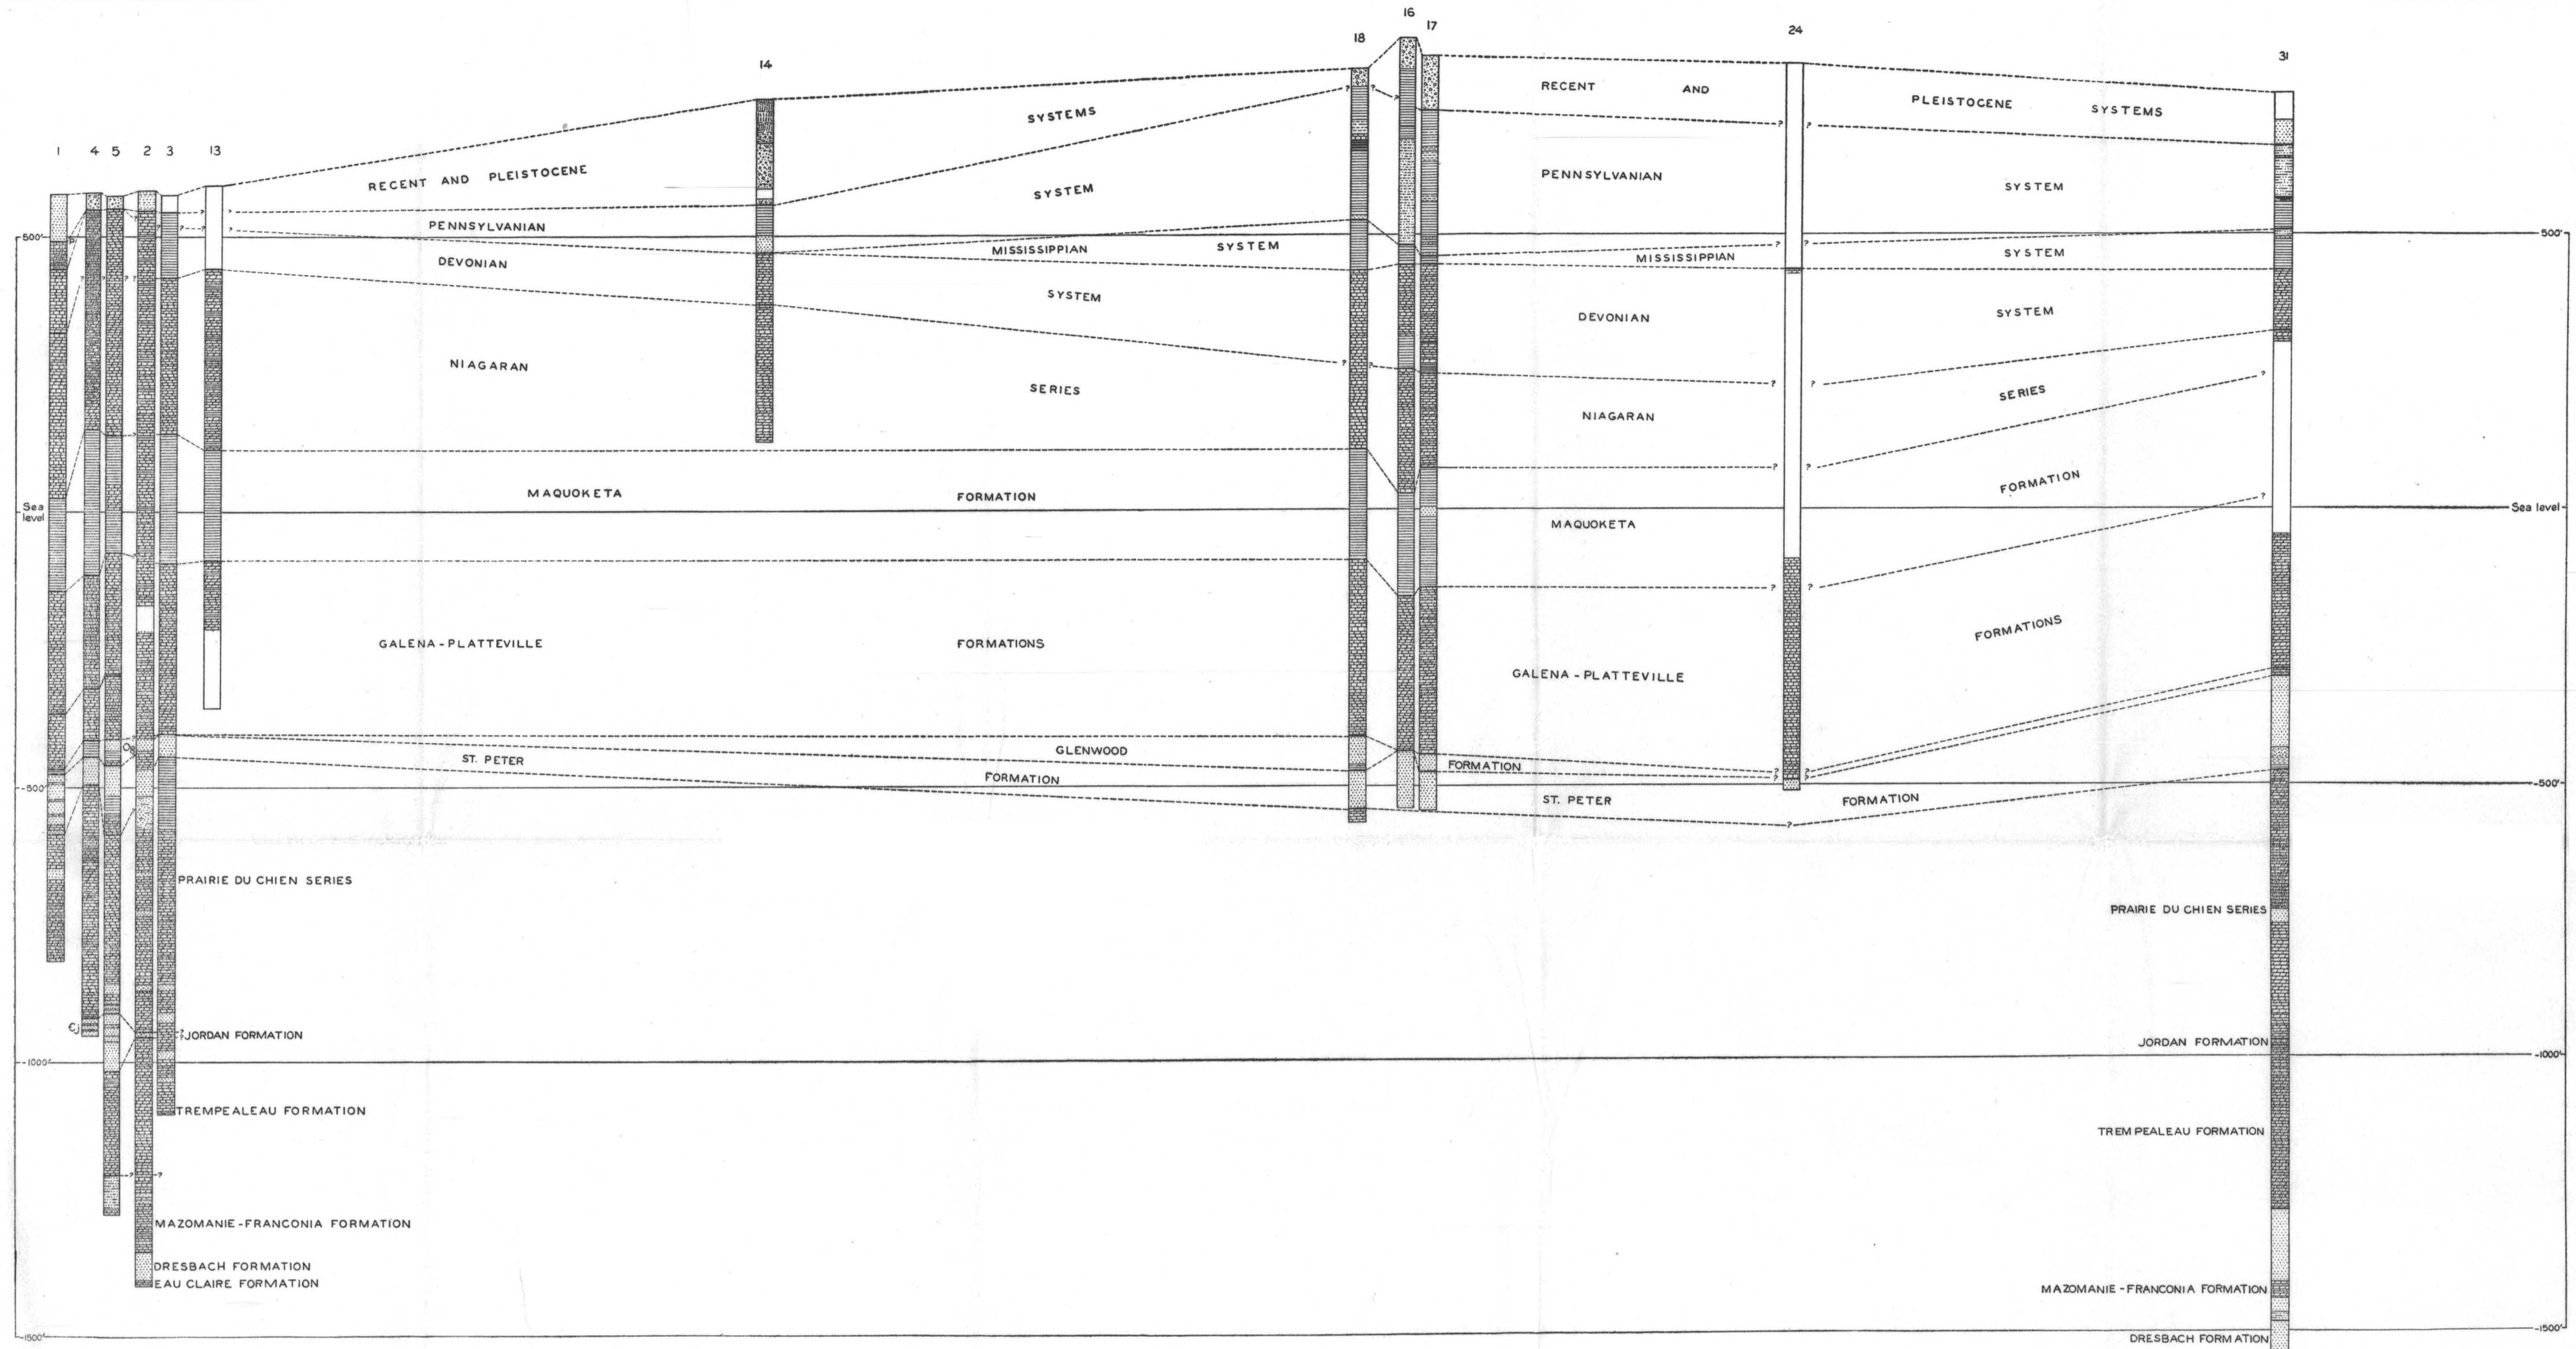 16
17
18
24
31
14
1 4 5 2 3 13
RECENT AND PLEISTOCENE SYSTEMS
RECENT AND PLEISTOCENE SYSTEMS
PENNSYLVANIAN SYSTEM
PENNSYLVANIAN SYSTEM
500'
500'
MISSISSIPPIAN SYSTEM
MISSISSIPPIAN SYSTEM
DEVONIAN SYSTEM
DEVONIAN SYSTEM
NIAGARAN SERIES
NIAGARAN SERIES
MAQUOKETA FORMATION
MAQUOKETA FORMATION
Sea level
Sea level
GALENA-PLATTEVILLE FORMATIONS
GALENA-PLATTEVILLE FORMATIONS
GLENWOOD FORMATION
ST. PETER FORMATION
ST. PETER FORMATION
-500'
-500'
PRAIRIE DU CHIEN SERIES
PRAIRIE DU CHIEN SERIES
Єj
JORDAN FORMATION
JORDAN FORMATION
-1000'
-1000'
TREMPEALEAU FORMATION
TREMPEALEAU FORMATION
MAZOMANIE-FRANCONIA FORMATION
MAZOMANIE-FRANCONIA FORMATION
DRESBACH FORMATION
EAU CLAIRE FORMATION
-1500'
-1500'
DRESBACH FORMATION